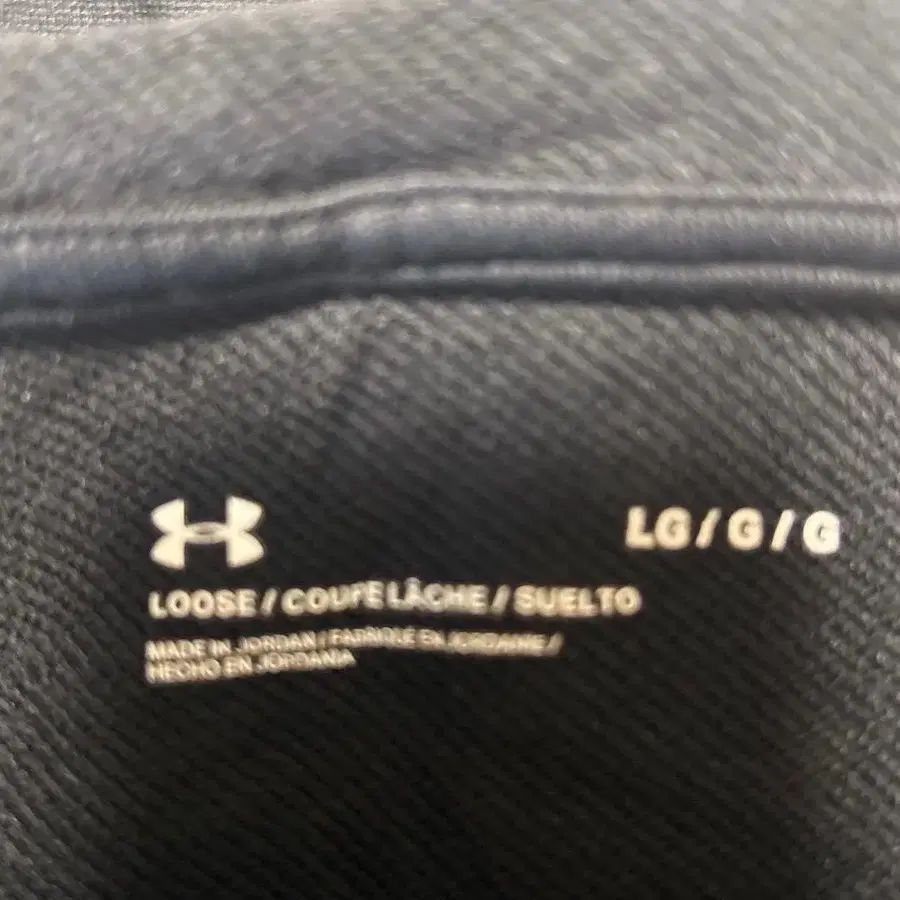 LG / G / G
LOOSE / COUPE LÂCHE / SUELTO
MADE IN JORDAN / FABRIQUÉ EN JORDANIE /
HECHO EN JORDANIA